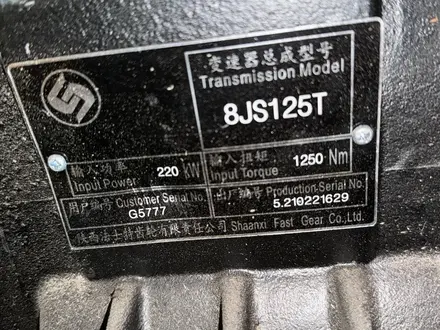 变速器总成型号
Transmission Model
8JS125T
输入功率
Input Power
220 KW
输入扭矩
Input Torque
1250 Nm
用户编号 Customer Serial No.
G5777
出厂编号 Production Serial No.
5.210221629
陕西法士特齿轮有限责任公司 Shaanxi Fast Gear Co.,Ltd.